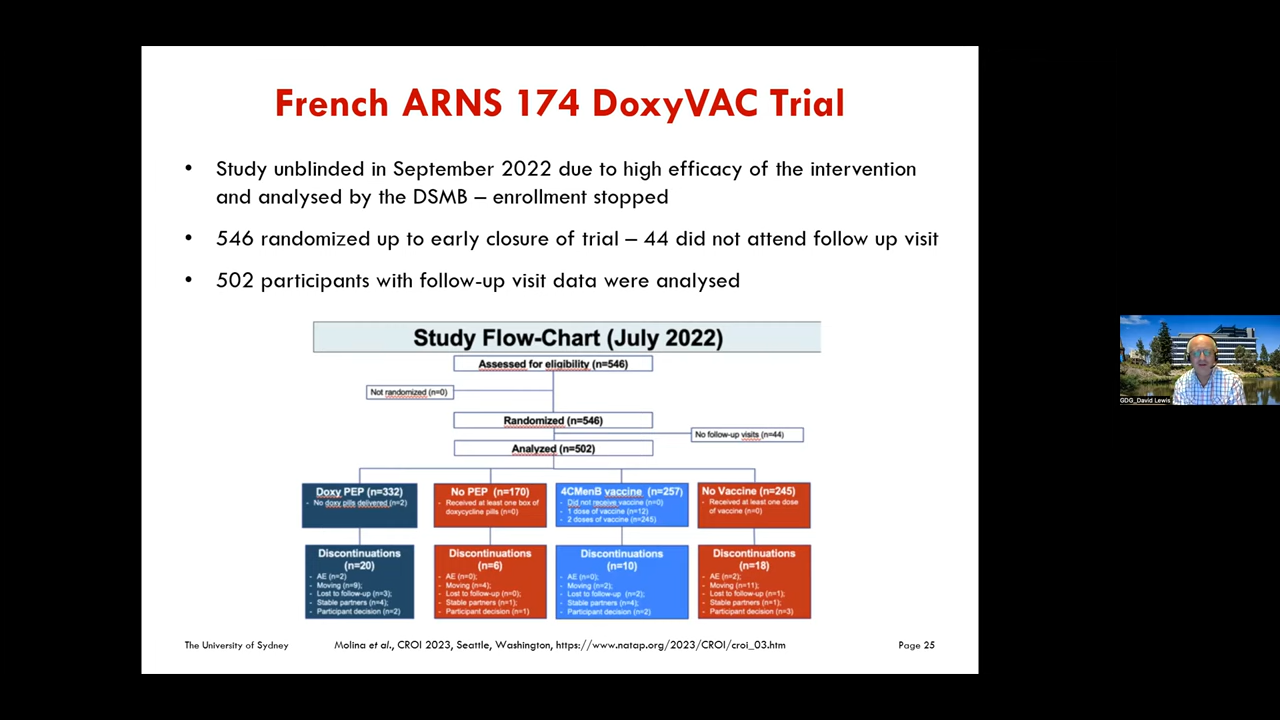 French ARNS 174 DoxyVAC Trial
• Study unblinded in September 2022 due to high efficacy of the intervention
and analysed by the DSMB – enrollment stopped
• 546 randomized up to early closure of trial – 44 did not attend follow up visit
• 502 participants with follow-up visit data were analysed
Study Flow-Chart (July 2022)
Assessed for eligibility (n=546)
Not randomized (n=0)
Randomized (n=546)
No follow-up visits (n=44)
Analyzed (n=502)
Doxy PEP (n=332)
- No doxy pills delivered (n=2)
No PEP (n=170)
- Received at least one box of
doxycycline pills (n=0)
4CMenB vaccine (n=257)
- Did not receive vaccine (n=0)
- 1 dose of vaccine (n=12)
- 2 doses of vaccine (n=245)
No Vaccine (n=245)
- Received at least one dose
of vaccine (n=0)
Discontinuations
(n=20)
- AE (n=2)
- Moving (n=9);
- Lost to follow-up (n=3);
- Stable partners (n=4);
- Participant decision (n=2)
Discontinuations
(n=6)
- AE (n=0);
- Moving (n=4);
- Lost to follow-up (n=0);
- Stable partners (n=1);
- Participant decision (n=1)
Discontinuations
(n=10)
- AE (n=0);
- Moving (n=2);
- Lost to follow-up (n=2);
- Stable partners (n=4);
- Participant decision (n=2)
Discontinuations
(n=18)
- AE (n=2);
- Moving (n=11);
- Lost to follow-up (n=1);
- Stable partners (n=1);
- Participant decision (n=3)
The University of Sydney
Molina et al., CROI 2023, Seattle, Washington, https://www.natap.org/2023/CROI/croi_03.htm
Page 25
GDG_David Lewis